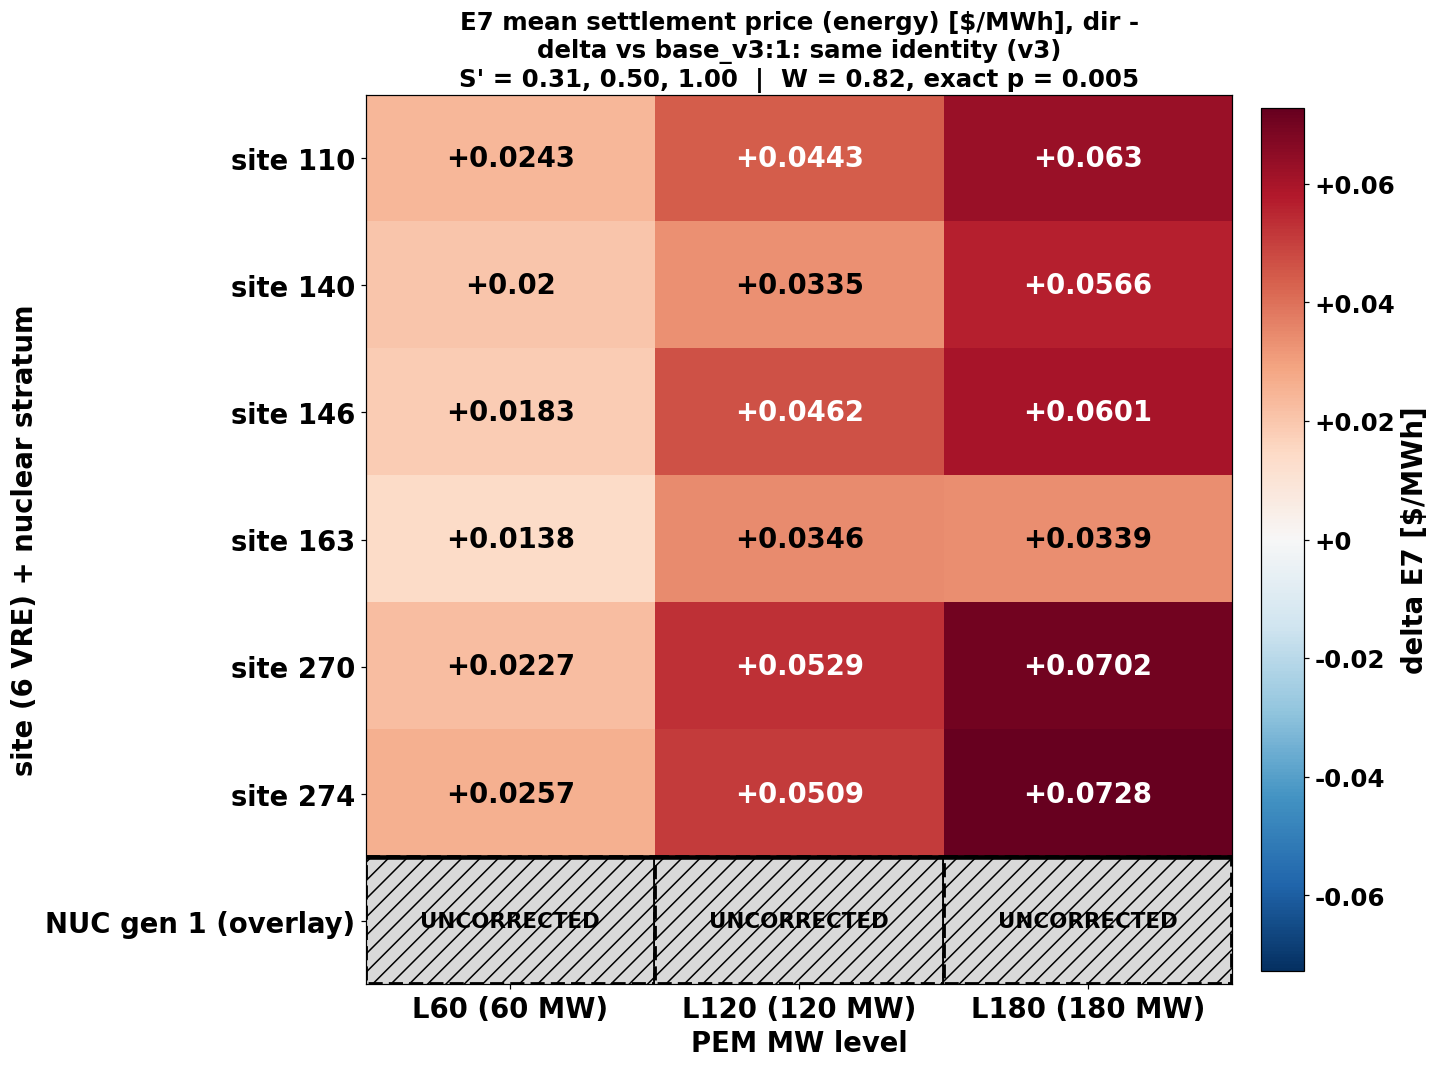 E7 mean settlement price (energy) [$/MWh], dir -
delta vs base_v3:1: same identity (v3)
S' = 0.31, 0.50, 1.00 | W = 0.82, exact p = 0.005
site (6 VRE) + nuclear stratum
site 110
+0.0243
+0.0443
+0.063
site 140
+0.02
+0.0335
+0.0566
site 146
+0.0183
+0.0462
+0.0601
site 163
+0.0138
+0.0346
+0.0339
site 270
+0.0227
+0.0529
+0.0702
site 274
+0.0257
+0.0509
+0.0728
NUC gen 1 (overlay)
UNCORRECTED
UNCORRECTED
UNCORRECTED
L60 (60 MW)
L120 (120 MW)
L180 (180 MW)
PEM MW level
+0.06
+0.04
+0.02
+0
-0.02
-0.04
-0.06
delta E7 [$/MWh]